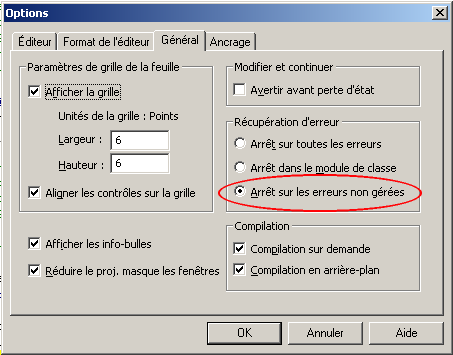 Options
Éditeur Format de l'éditeur Général Ancrage
Paramètres de grille de la feuille
Afficher la grille
Unités de la grille : Points
Largeur : 6
Hauteur : 6
Aligner les contrôles sur la grille
Afficher les info-bulles
Réduire le proj. masque les fenêtres
Modifier et continuer
Avertir avant perte d'état
Récupération d'erreur
Arrêt sur toutes les erreurs
Arrêt dans le module de classe
Arrêt sur les erreurs non gérées
Compilation
Compilation sur demande
Compilation en arrière-plan
OK Annuler Aide